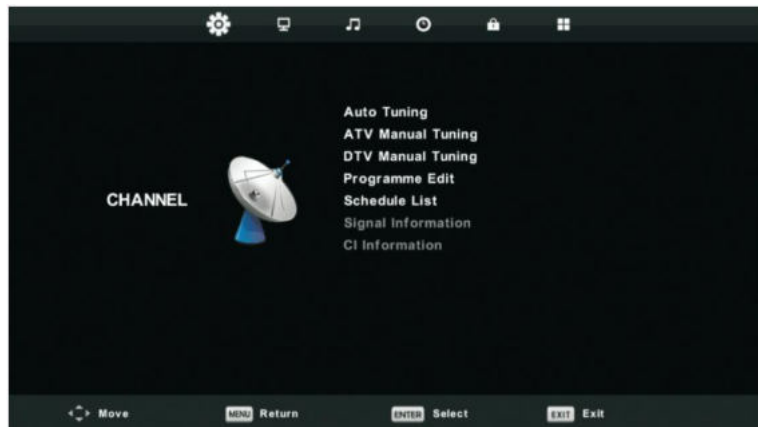 Auto Tuning
ATV Manual Tuning
DTV Manual Tuning
Programme Edit
CHANNEL
Schedule List
Signal Information
CI Information
Move
MENU Return
ENTER Select
EXIT Exit